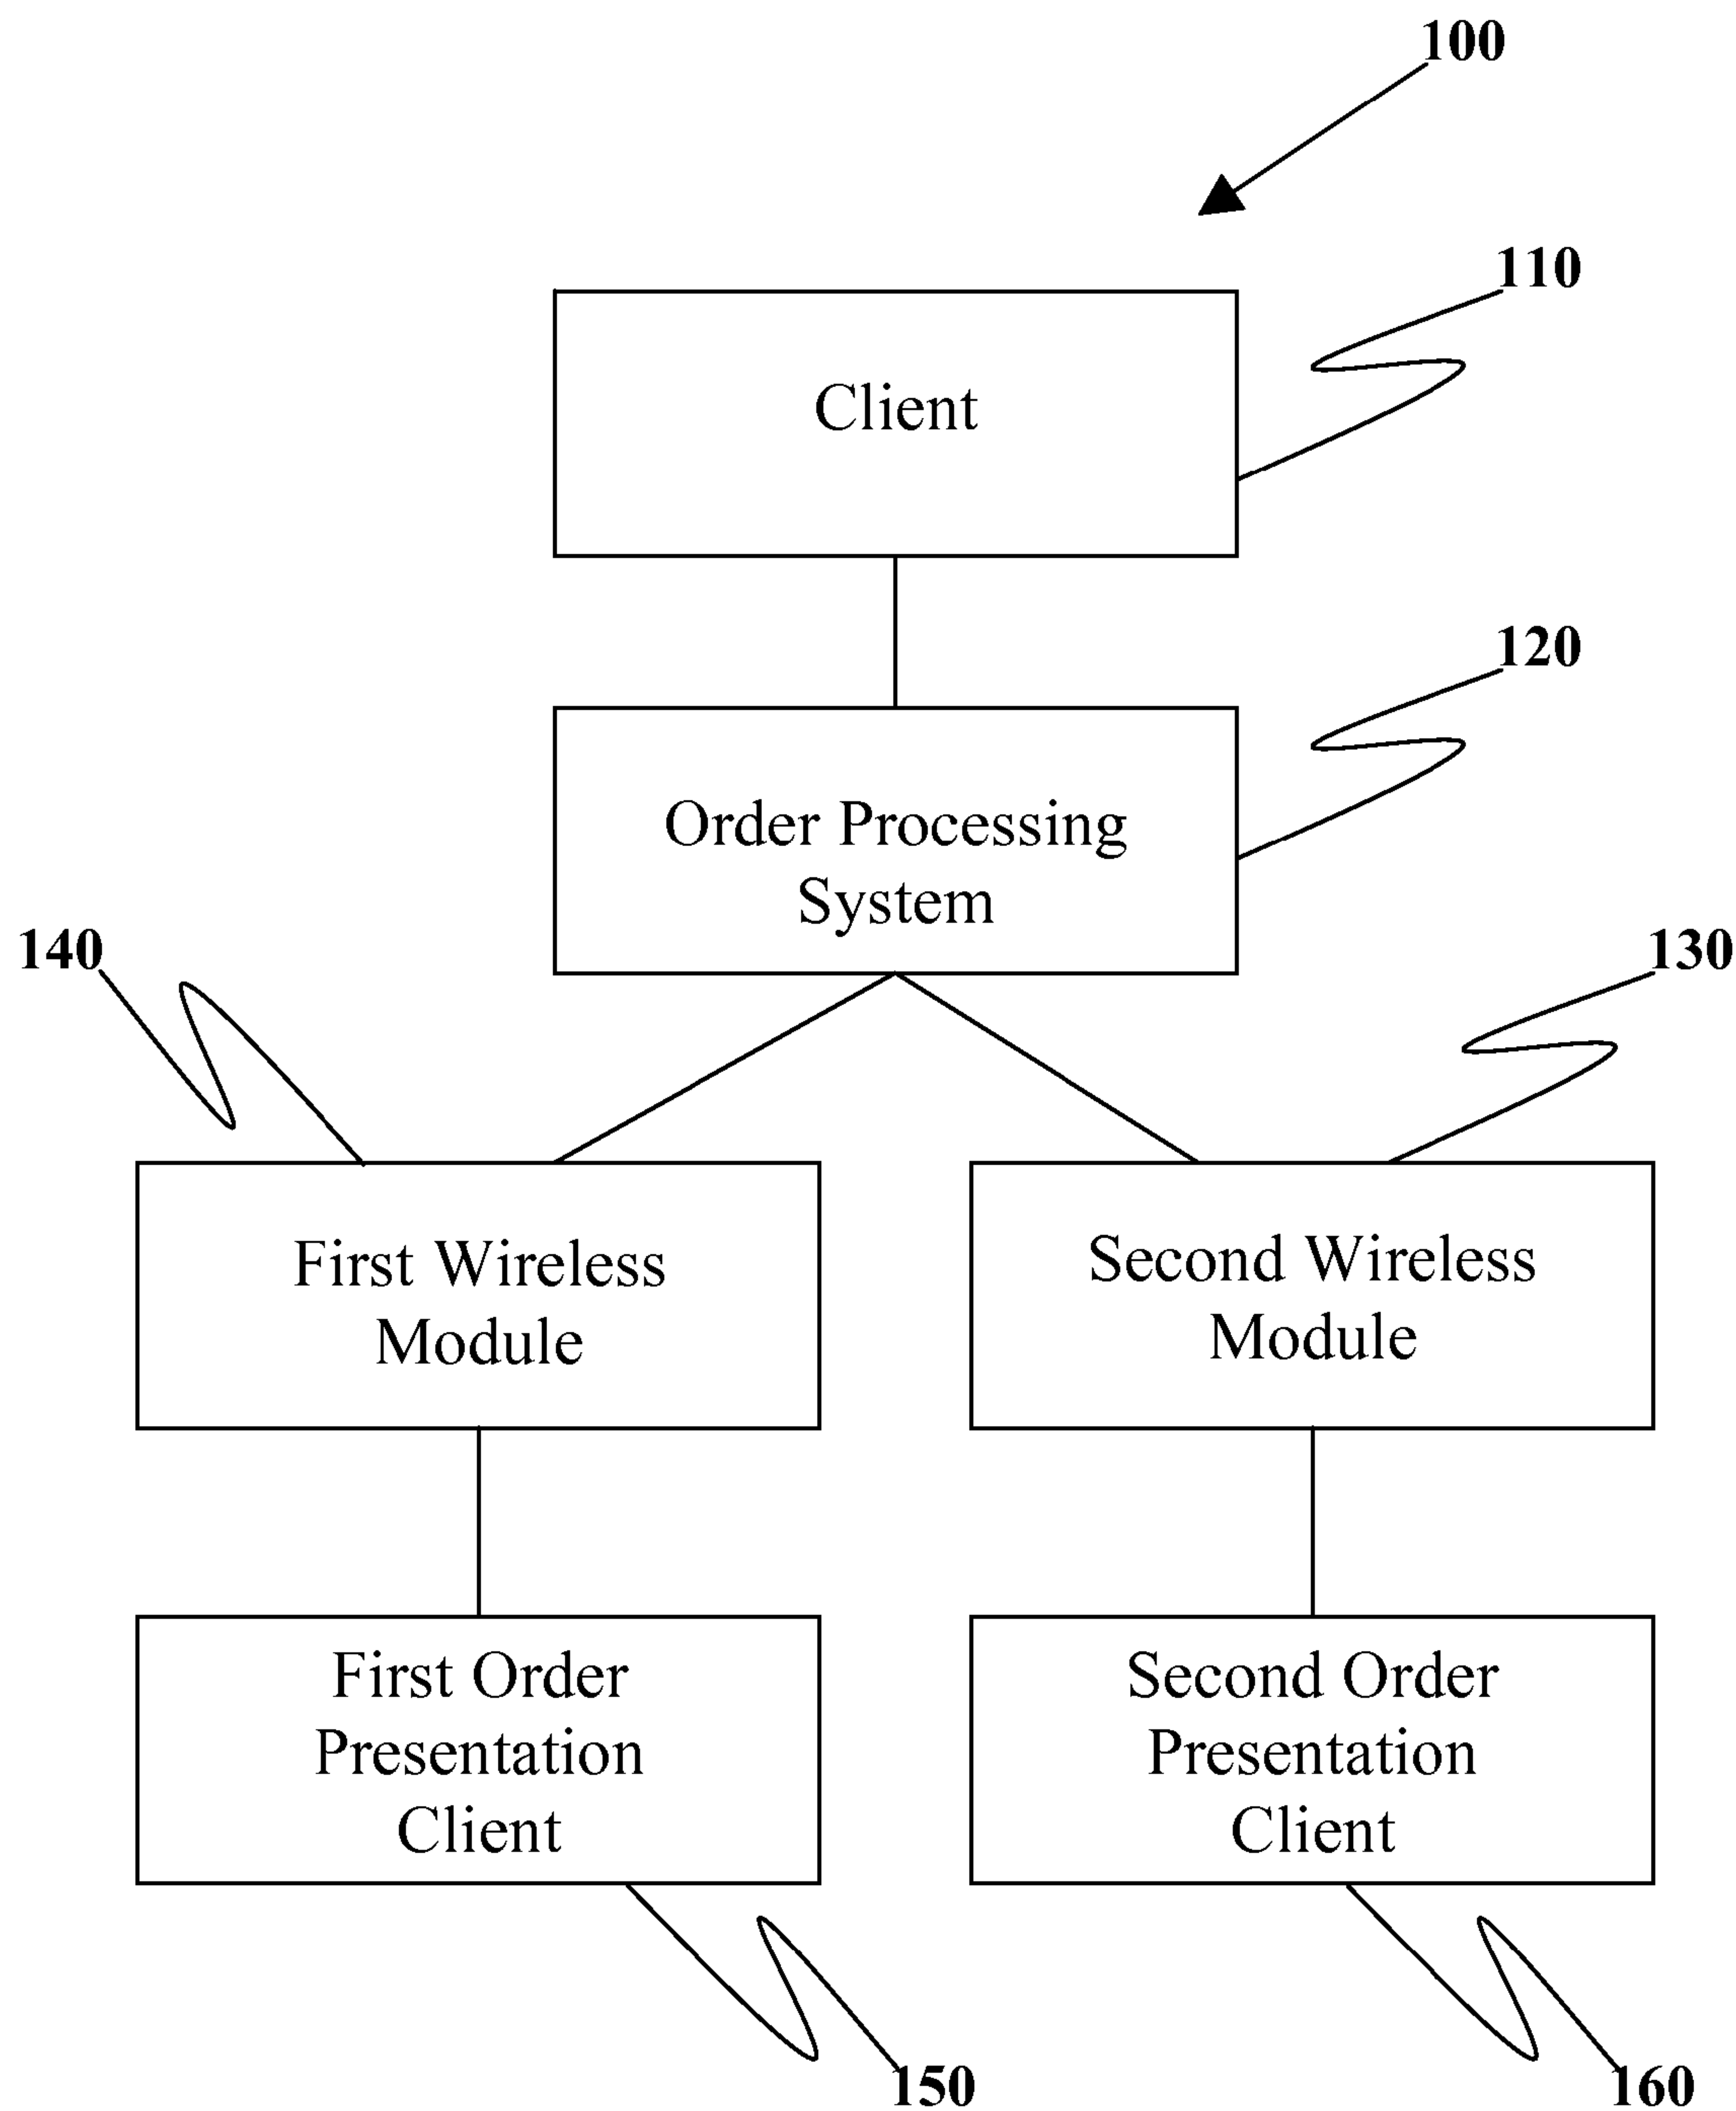 100
110
Client
120
Order Processing
System
140
130
First Wireless
Module
Second Wireless
Module
First Order
Presentation
Client
Second Order
Presentation
Client
150
160